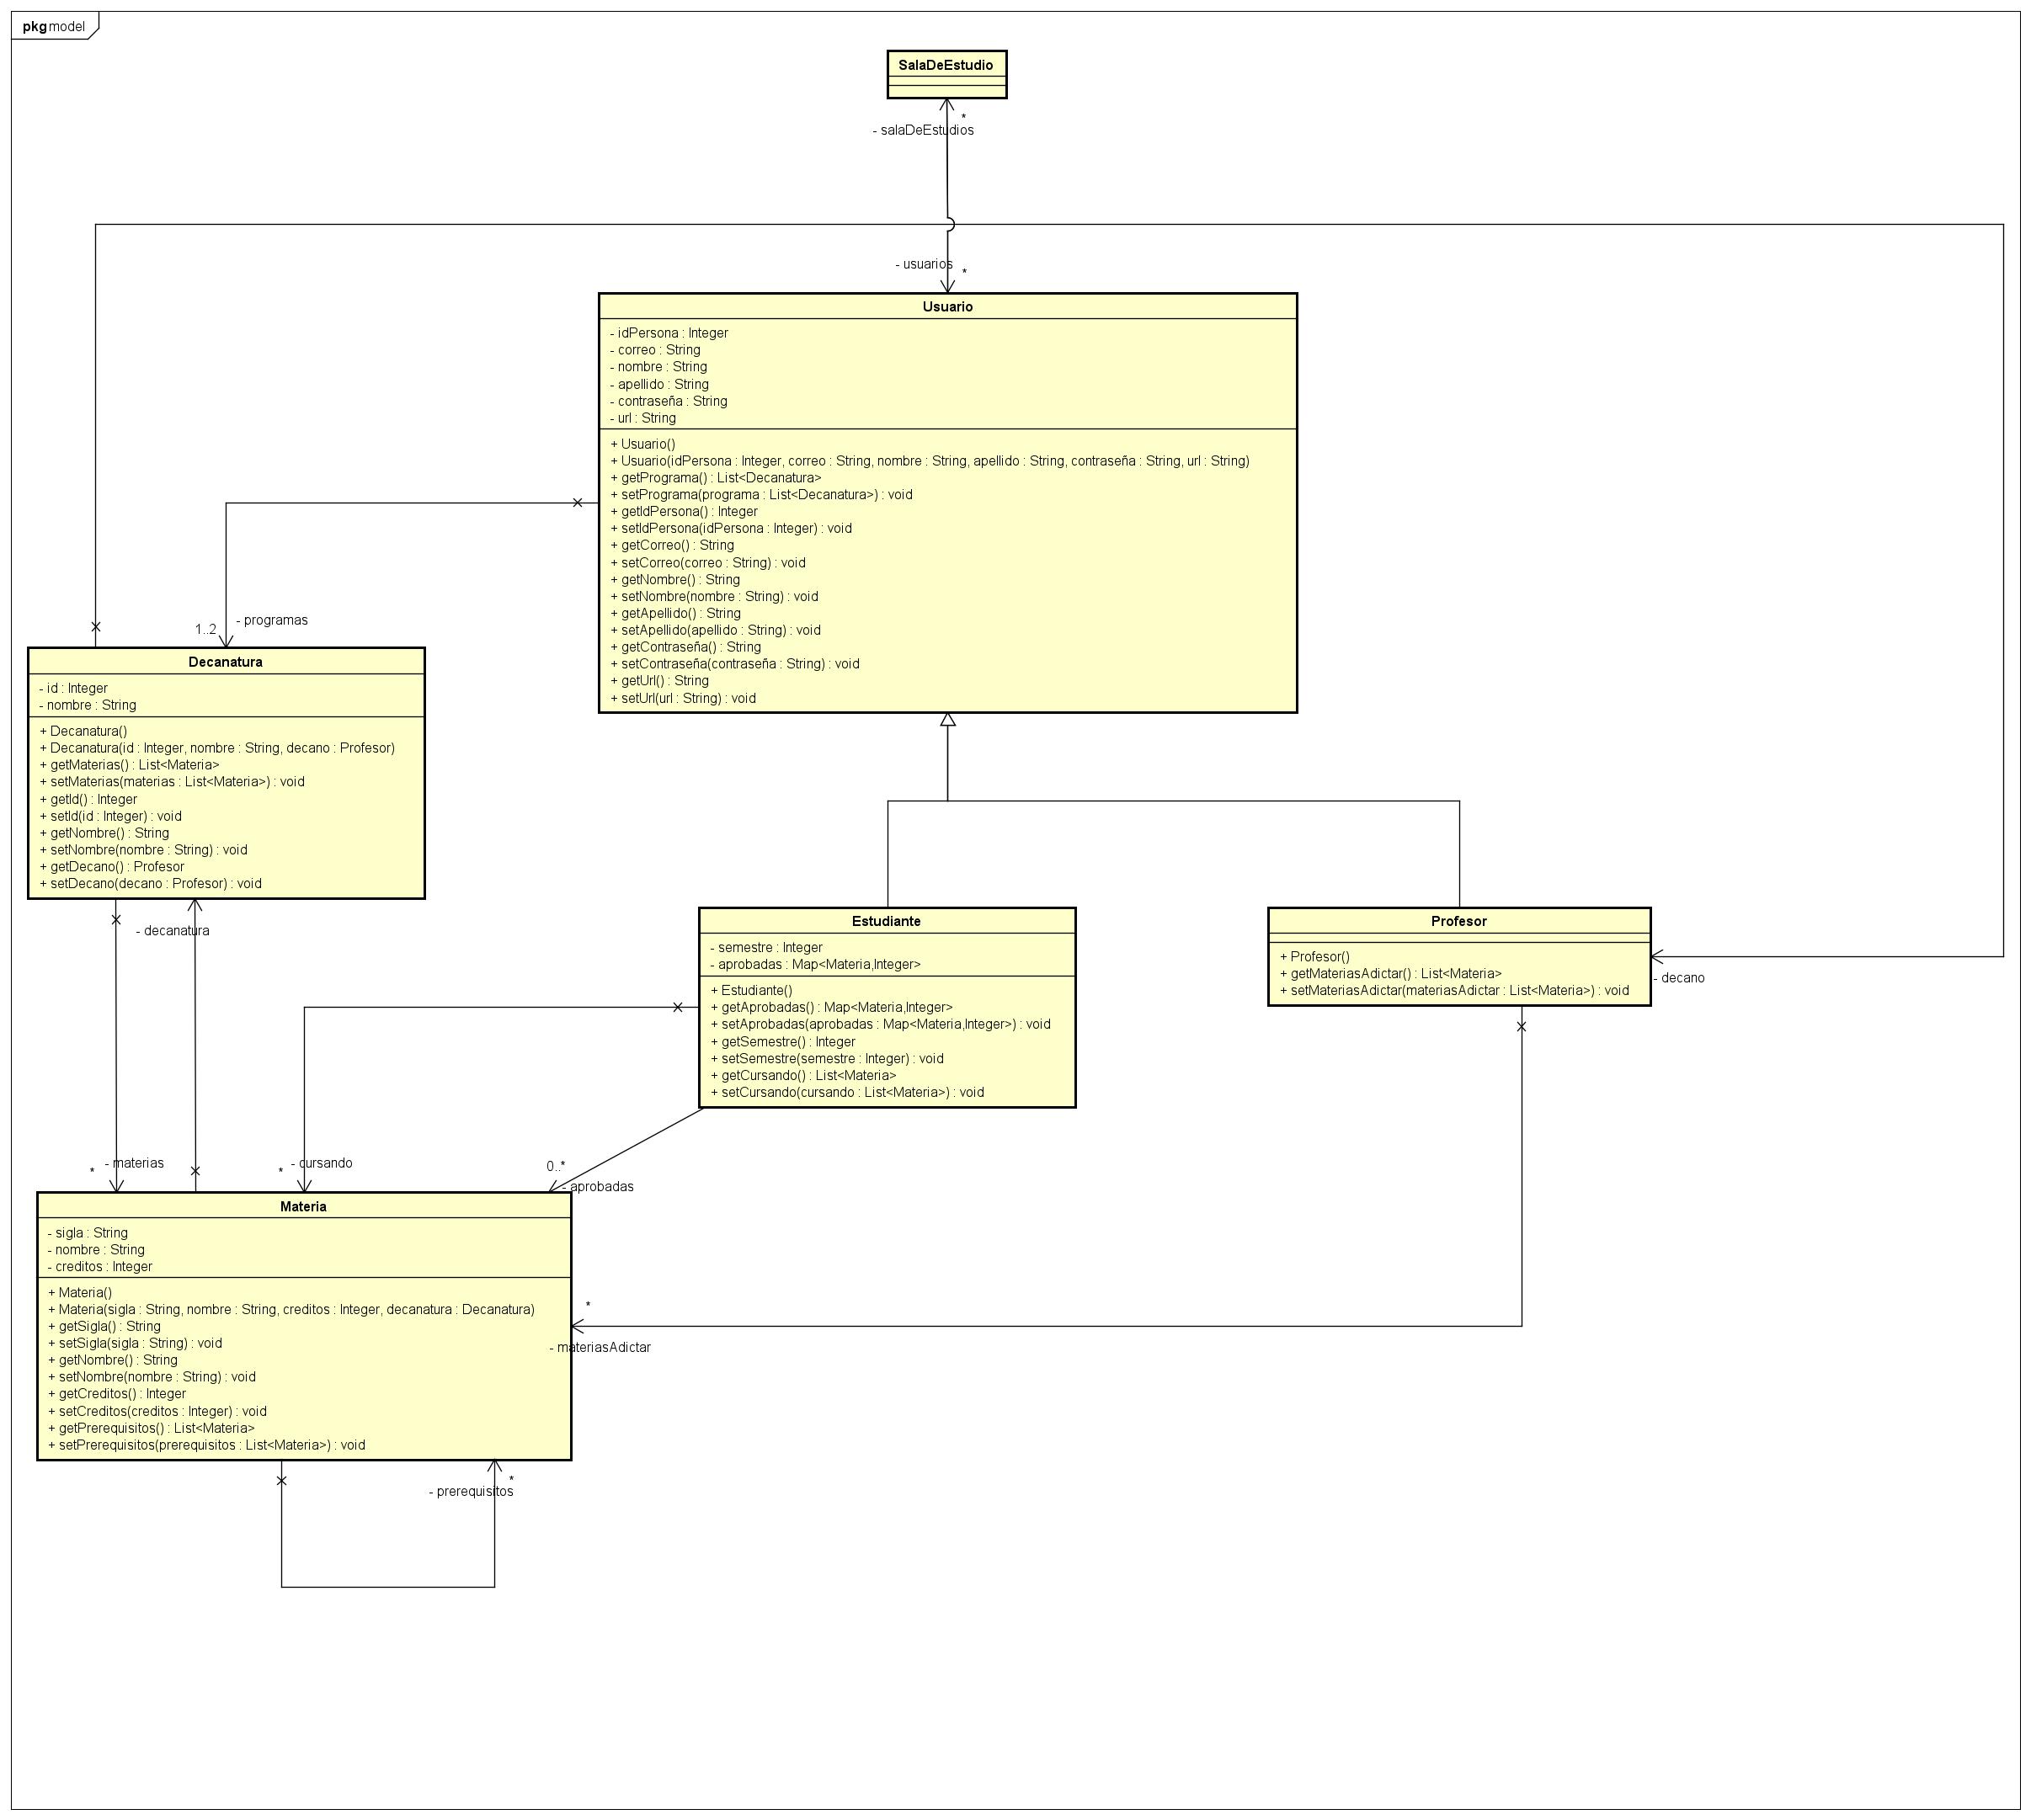 pkg model
SalaDeEstudio
*
- salaDeEstudios
- usuarios
*
Usuario
- idPersona : Integer
- correo : String
- nombre : String
- apellido : String
- contraseña : String
- url : String
+ Usuario()
+ Usuario(idPersona : Integer, correo : String, nombre : String, apellido : String, contraseña : String, url : String)
+ getPrograma() : List<Decanatura>
+ setPrograma(programa : List<Decanatura>) : void
+ getIdPersona() : Integer
+ setIdPersona(idPersona : Integer) : void
+ getCorreo() : String
+ setCorreo(correo : String) : void
+ getNombre() : String
+ setNombre(nombre : String) : void
+ getApellido() : String
+ setApellido(apellido : String) : void
+ getContraseña() : String
+ setContraseña(contraseña : String) : void
+ getUrl() : String
+ setUrl(url : String) : void
- programas
1..2
Decanatura
- id : Integer
- nombre : String
+ Decanatura()
+ Decanatura(id : Integer, nombre : String, decano : Profesor)
+ getMaterias() : List<Materia>
+ setMaterias(materias : List<Materia>) : void
+ getId() : Integer
+ setId(id : Integer) : void
+ getNombre() : String
+ setNombre(nombre : String) : void
+ getDecano() : Profesor
+ setDecano(decano : Profesor) : void
- decanatura
Estudiante
- semestre : Integer
- aprobadas : Map<Materia,Integer>
+ Estudiante()
+ getAprobadas() : Map<Materia,Integer>
+ setAprobadas(aprobadas : Map<Materia,Integer>) : void
+ getSemestre() : Integer
+ setSemestre(semestre : Integer) : void
+ getCursando() : List<Materia>
+ setCursando(cursando : List<Materia>) : void
Profesor
+ Profesor()
+ getMateriasAdictar() : List<Materia>
+ setMateriasAdictar(materiasAdictar : List<Materia>) : void
- decano
* - materias
* - cursando
0..*
- aprobadas
Materia
- sigla : String
- nombre : String
- creditos : Integer
+ Materia()
+ Materia(sigla : String, nombre : String, creditos : Integer, decanatura : Decanatura)
+ getSigla() : String
+ setSigla(sigla : String) : void
+ getNombre() : String
+ setNombre(nombre : String) : void
+ getCreditos() : Integer
+ setCreditos(creditos : Integer) : void
+ getPrerequisitos() : List<Materia>
+ setPrerequisitos(prerequisitos : List<Materia>) : void
*
- materiasAdictar
*
- prerequisitos